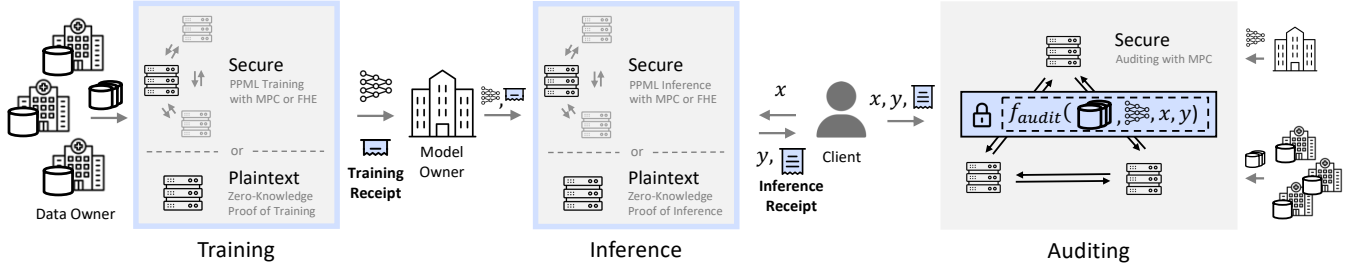 Data Owner
Secure
PPML Training
with MPC or FHE
or
Plaintext
Zero-Knowledge
Proof of Training
Training
Training
Receipt
Model
Owner
,
Secure
PPML Inference
with MPC or FHE
or
Plaintext
Zero-Knowledge
Proof of Inference
Inference
x
y,
Inference
Receipt
Client
x, y,
Secure
Auditing with MPC
f_audit( , , x, y)
Auditing